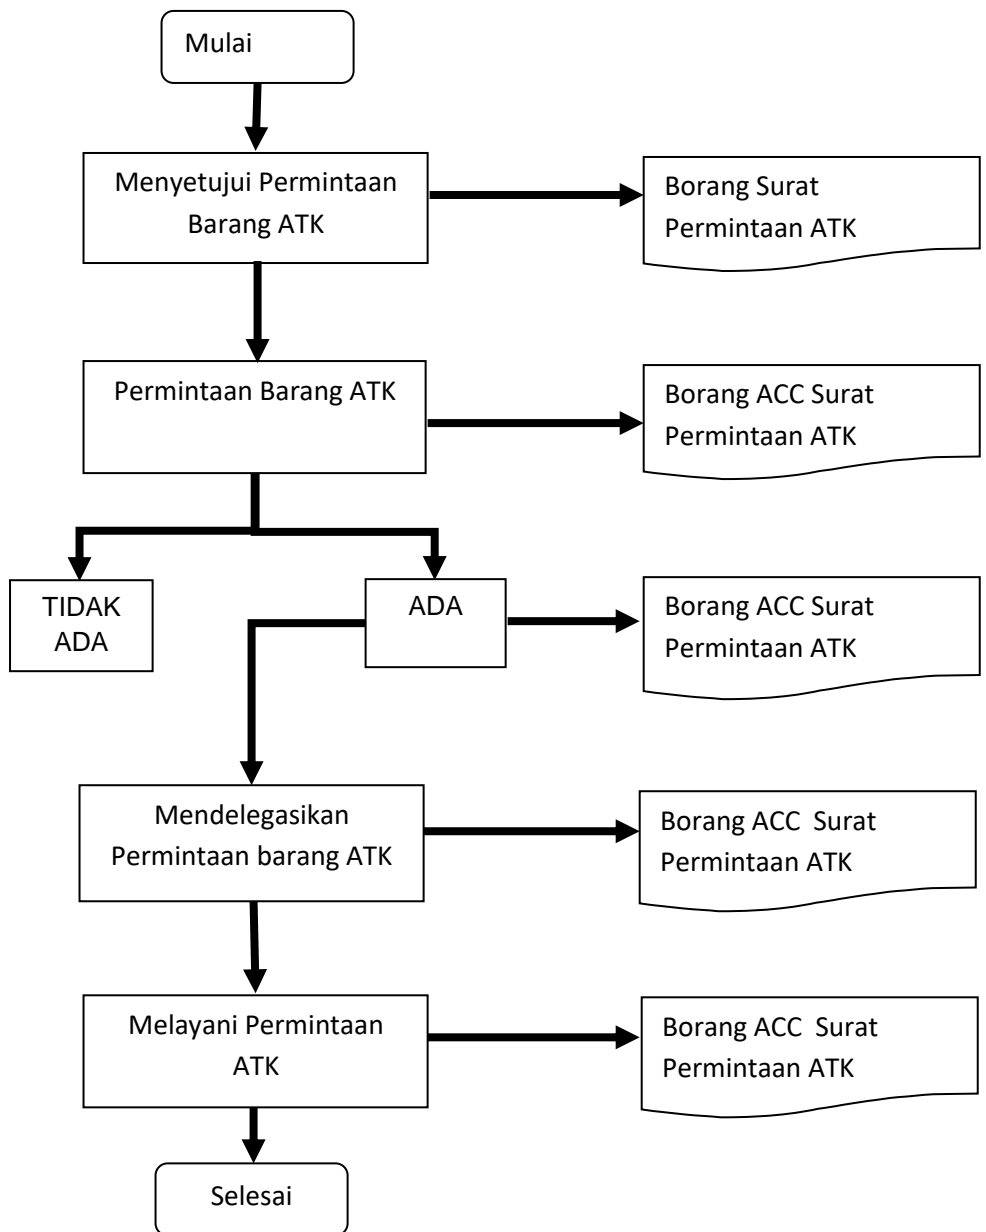 Mulai
Menyetujui Permintaan
Barang ATK
Borang Surat
Permintaan ATK
Permintaan Barang ATK
Borang ACC Surat
Permintaan ATK
TIDAK
ADA
ADA
Borang ACC Surat
Permintaan ATK
Mendelegasikan
Permintaan barang ATK
Borang ACC  Surat
Permintaan ATK
Melayani Permintaan
ATK
Borang ACC  Surat
Permintaan ATK
Selesai